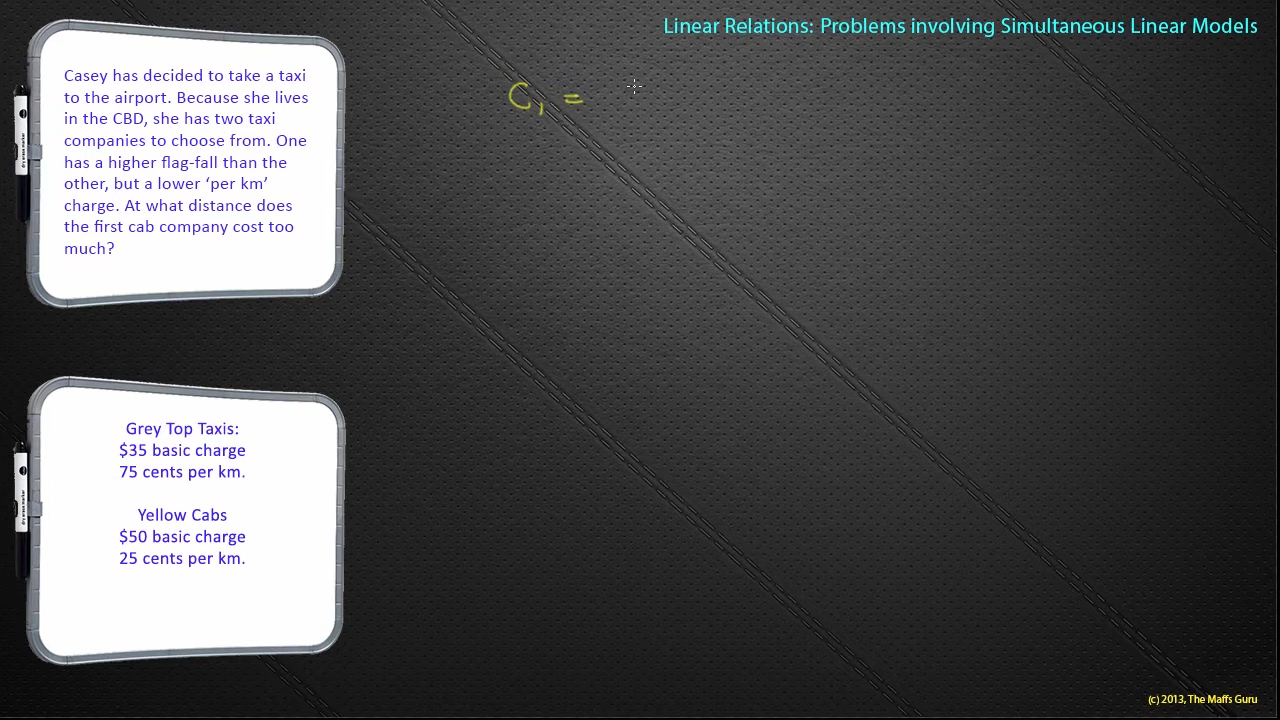 Linear Relations: Problems involving Simultaneous Linear Models
Casey has decided to take a taxi
to the airport. Because she lives
in the CBD, she has two taxi
companies to choose from. One
has a higher flag-fall than the
other, but a lower ‘per km’
charge. At what distance does
the first cab company cost too
much?
C₁ =
Grey Top Taxis:
$35 basic charge
75 cents per km.
Yellow Cabs
$50 basic charge
25 cents per km.
(c) 2013, The Maffs Guru